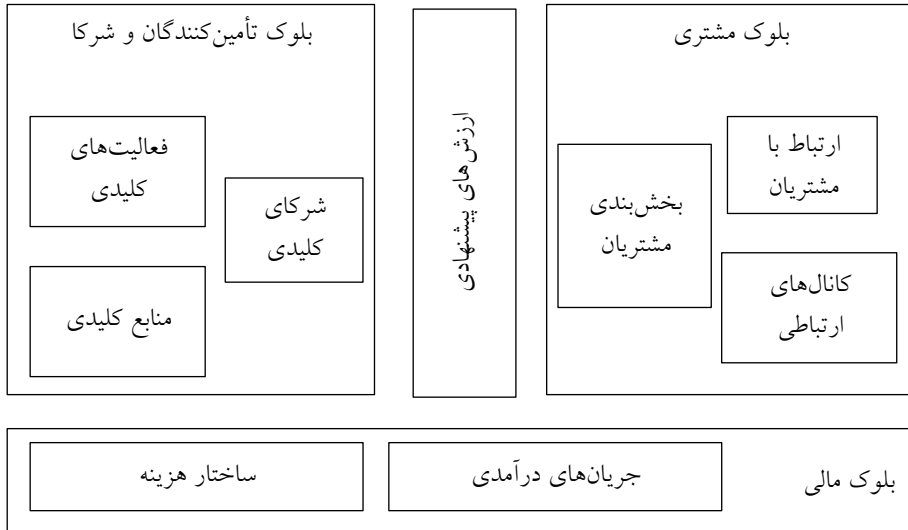 بلوک مشتری
ارتباط با
مشتریان
بخش‌بندی
مشتریان
کانال‌های
ارتباطی
ارزش‌های پیشنهادی
بلوک تأمین‌کنندگان و شرکا
فعالیت‌های
کلیدی
شرکای
کلیدی
منابع کلیدی
بلوک مالی
جریان‌های درآمدی
ساختار هزینه